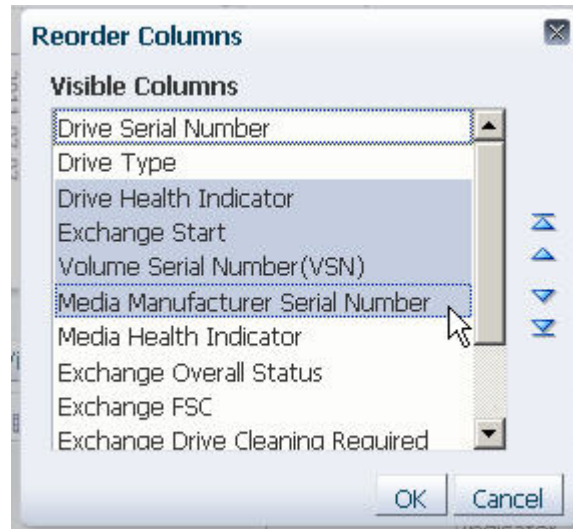 Reorder Columns
Visible Columns
Drive Serial Number
Drive Type
Drive Health Indicator
Exchange Start
Volume Serial Number(VSN)
Media Manufacturer Serial Number
Media Health Indicator
Exchange Overall Status
Exchange FSC
Exchange Drive Cleaning Required
OK
Cancel